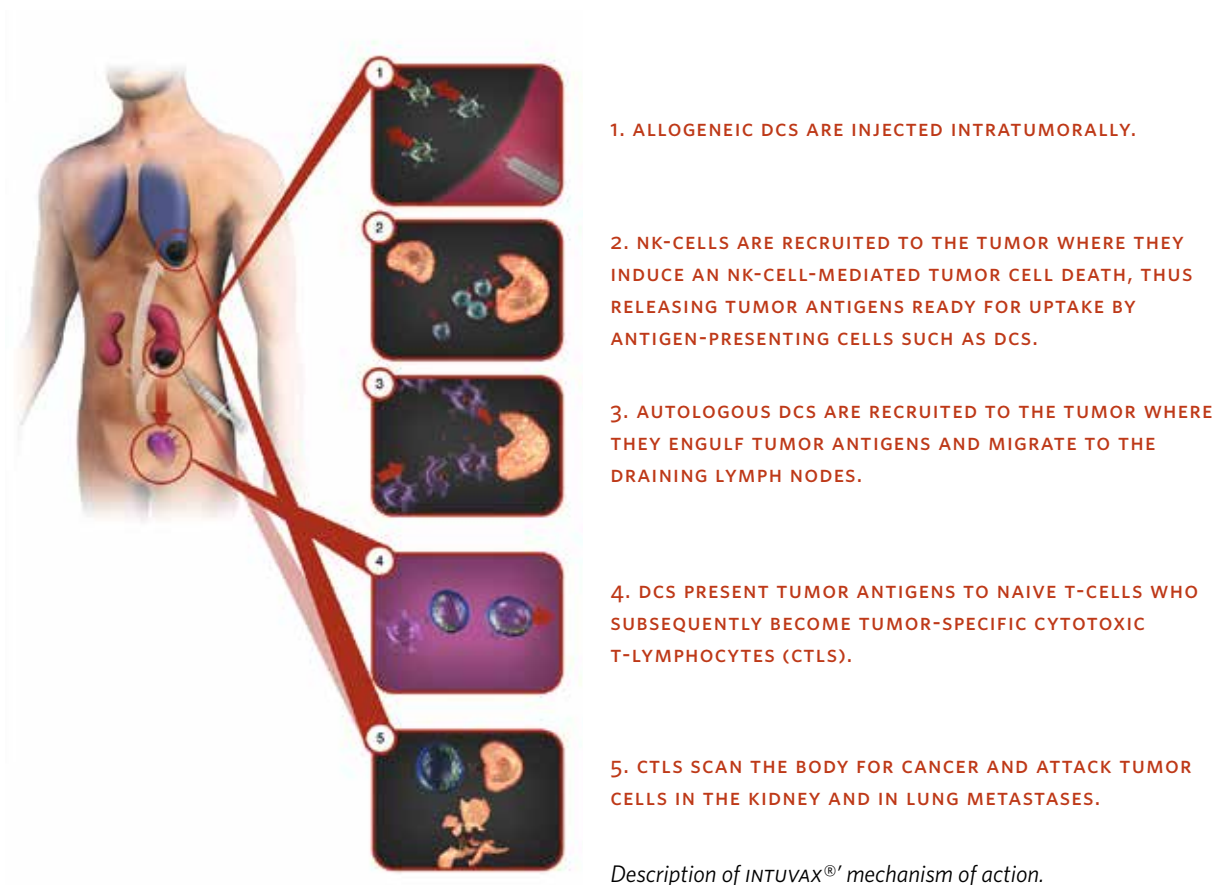 1
1. ALLOGENEIC DCS ARE INJECTED INTRATUMORALLY.
2
2. NK-CELLS ARE RECRUITED TO THE TUMOR WHERE THEY
INDUCE AN NK-CELL-MEDIATED TUMOR CELL DEATH, THUS
RELEASING TUMOR ANTIGENS READY FOR UPTAKE BY
ANTIGEN-PRESENTING CELLS SUCH AS DCS.
3
3. AUTOLOGOUS DCS ARE RECRUITED TO THE TUMOR WHERE
THEY ENGULF TUMOR ANTIGENS AND MIGRATE TO THE
DRAINING LYMPH NODES.
4
4. DCS PRESENT TUMOR ANTIGENS TO NAIVE T-CELLS WHO
SUBSEQUENTLY BECOME TUMOR-SPECIFIC CYTOTOXIC
T-LYMPHOCYTES (CTLS).
5
5. CTLS SCAN THE BODY FOR CANCER AND ATTACK TUMOR
CELLS IN THE KIDNEY AND IN LUNG METASTASES.
Description of INTUVAX®’ mechanism of action.